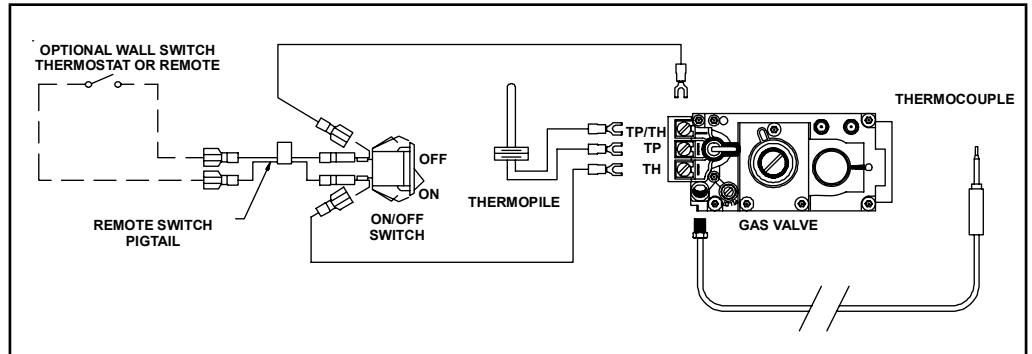 OPTIONAL WALL SWITCH
THERMOSTAT OR REMOTE
REMOTE SWITCH
PIGTAIL
OFF
ON
ON/OFF
SWITCH
THERMOPILE
TP/TH
TP
TH
GAS VALVE
THERMOCOUPLE